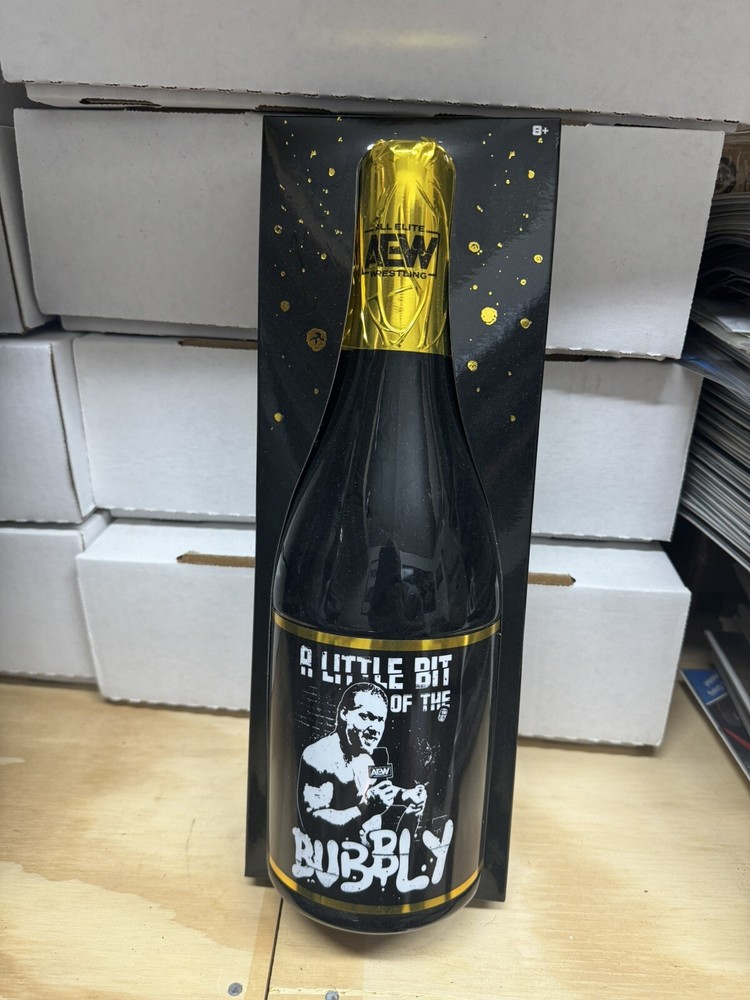 8+
ALL ELITE
AEW
WRESTLING
A LITTLE BIT
OF THE
AEW
BUBBLY